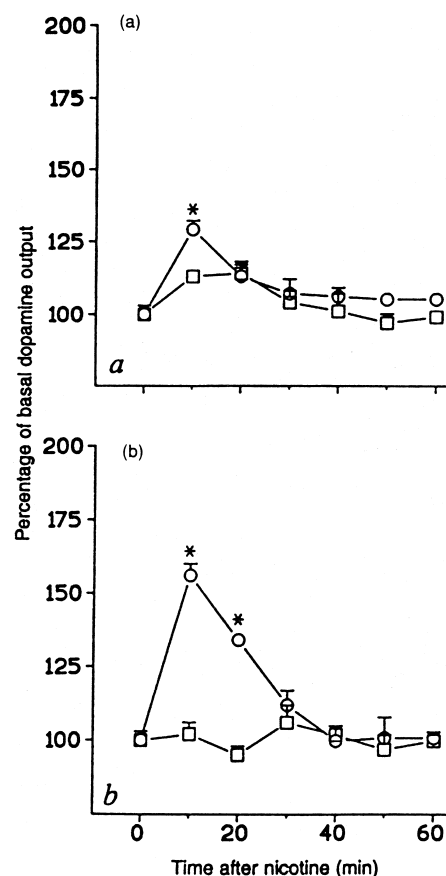 (a)
200
175
150
125
100
*
a
Percentage of basal dopamine output
(b)
200
175
150
125
100
*
*
b
0
20
40
60
Time after nicotine (min)